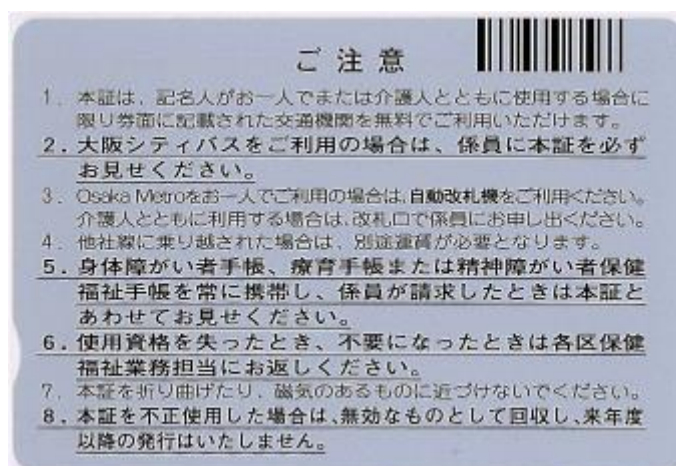 ご注意
1．本証は、記名人がお一人でまたは介護人とともに使用する場合に
限り券面に記載された交通機関を無料でご利用いただけます。
2．大阪シティバスをご利用の場合は、係員に本証を必ず
お見せください。
3．Osaka Metroをお一人でご利用の場合は、自動改札機をご利用ください。
介護人とともに利用する場合は、改札口で係員にお申し出ください。
4．他社線に乗り越された場合は、別途運賃が必要となります。
5．身体障がい者手帳、療育手帳または精神障がい者保健
福祉手帳を常に携帯し、係員が請求したときは本証と
あわせてお見せください。
6．使用資格を失ったとき、不要になったときは各区保健
福祉業務担当にお返しください。
7．本証を折り曲げたり、磁気のあるものに近づけないでください。
8．本証を不正使用した場合は、無効なものとして回収し、来年度
以降の発行はいたしません。